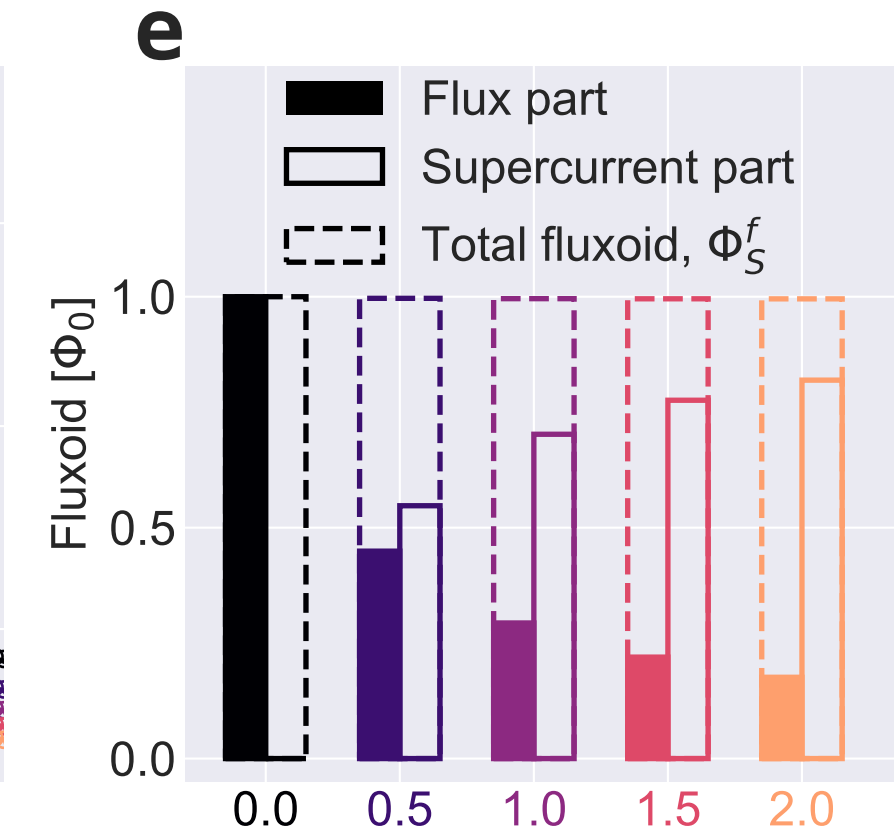 e
Flux part
Supercurrent part
Total fluxoid, Φ_S^f
Fluxoid [Φ₀]
1.0
0.5
0.0
0.0 0.5 1.0 1.5 2.0